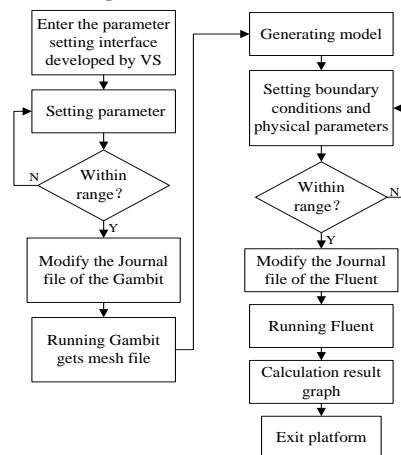 Enter the parameter
setting interface
developed by VS
Setting parameter
N
Within
range?
Y
Modify the Journal
file of the Gambit
Running Gambit
gets mesh file
Generating model
Setting boundary
conditions and
physical parameters
Within
range?
N
Y
Modify the Journal
file of the Fluent
Running Fluent
Calculation result
graph
Exit platform